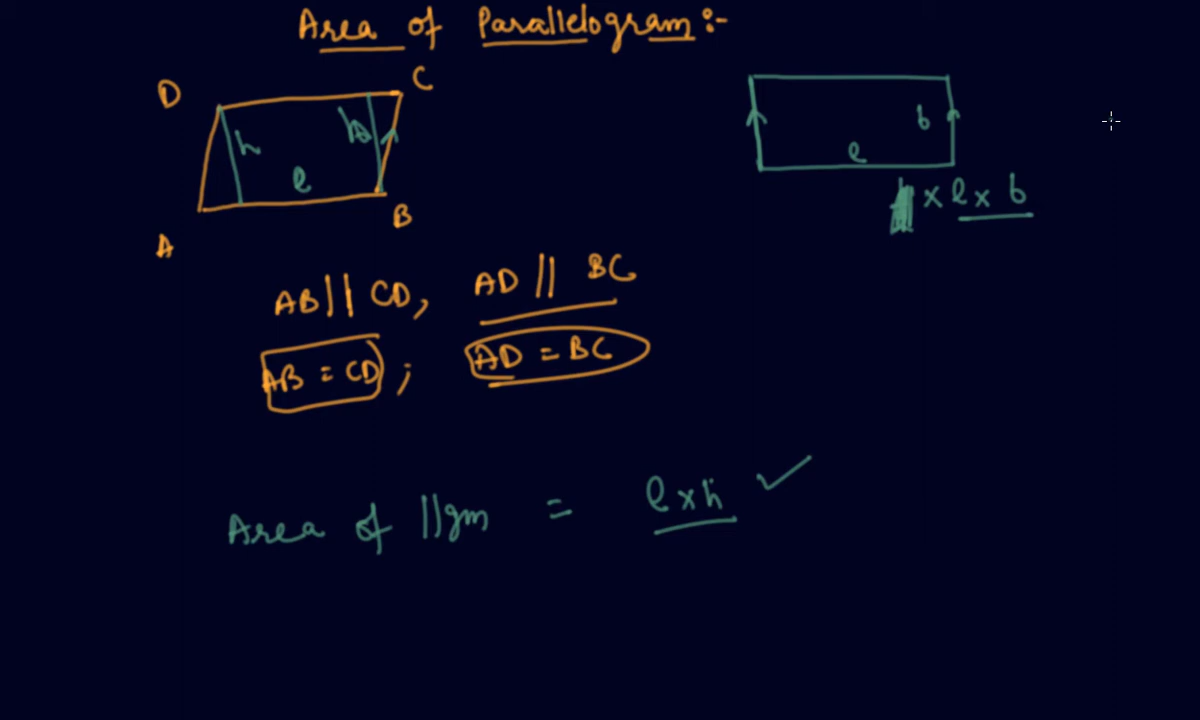 Area of Parallelogram :-
D
C
h
h
l
A
B
b
l
x l x b
AB || CD, AD || BC
AB = CD ; AD = BC
Area of ||gm = l x h ✓